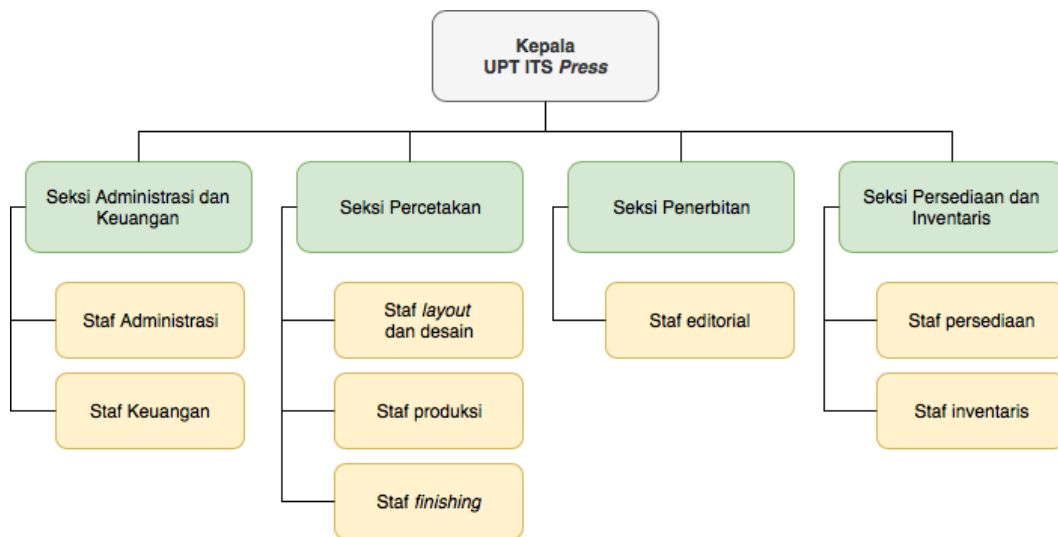 Kepala
UPT ITS Press
Seksi Administrasi dan
Keuangan
Seksi Percetakan
Seksi Penerbitan
Seksi Persediaan dan
Inventaris
Staf Administrasi
Staf layout
dan desain
Staf editorial
Staf persediaan
Staf Keuangan
Staf produksi
Staf inventaris
Staf finishing